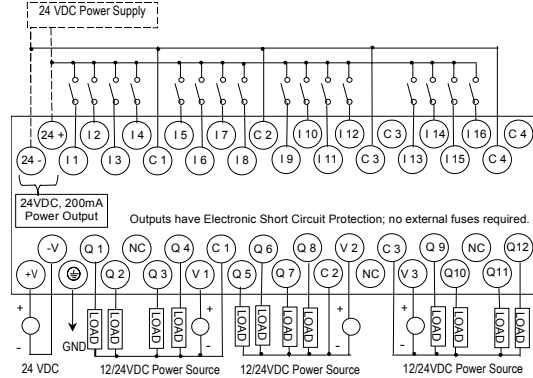 24 VDC Power Supply
24 + I 2 I 4 I 5 I 7 C 2 I 10 I 12 C 3 I 14 I 16 C 4
24 - I 1 I 3 C 1 I 6 I 8 I 9 I 11 C 3 I 13 I 15 C 4
24VDC, 200mA
Power Output
Outputs have Electronic Short Circuit Protection; no external fuses required.
-V Q 1 NC Q 4 C 1 Q 6 Q 8 V 2 C 3 Q 9 NC Q12
+V Q 2 Q 3 V 1 Q 5 Q 7 C 2 NC V 3 Q10 Q11
+ + + +
LOAD LOAD LOAD LOAD LOAD LOAD LOAD LOAD LOAD LOAD LOAD LOAD
- GND - - -
24 VDC 12/24VDC Power Source 12/24VDC Power Source 12/24VDC Power Source